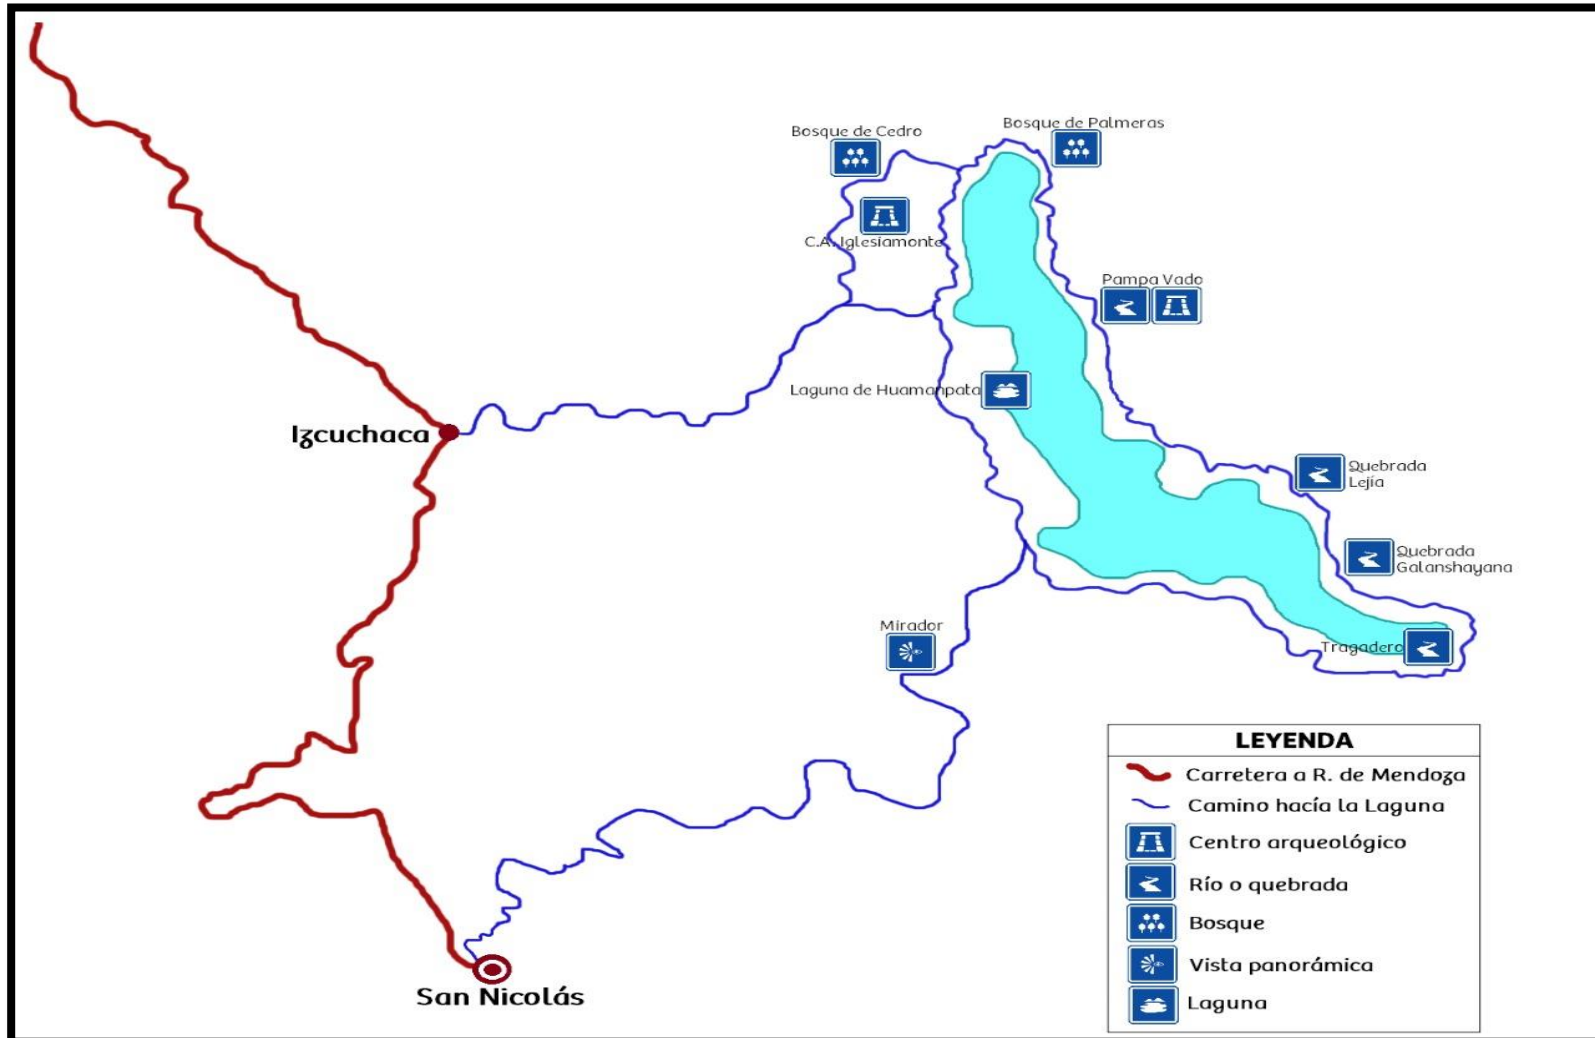 Bosque de Cedro
Bosque de Palmeras
C.A. Iglesiamonte
Pampa Vado
Laguna de Huamanpata
Izcuchaca
Quebrada
Lejía
Quebrada
Galanshayana
Mirador
Tragadero
San Nicolás
LEYENDA
Carretera a R. de Mendoza
Camino hacía la Laguna
Centro arqueológico
Río o quebrada
Bosque
Vista panorámica
Laguna